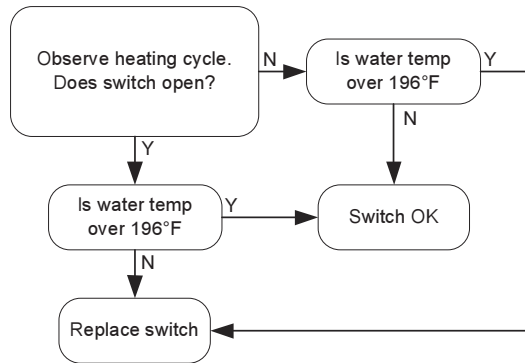 Observe heating cycle.
Does switch open?
N
Is water temp
over 196°F
Y
N
Y
Is water temp
over 196°F
Y
Switch OK
N
Replace switch